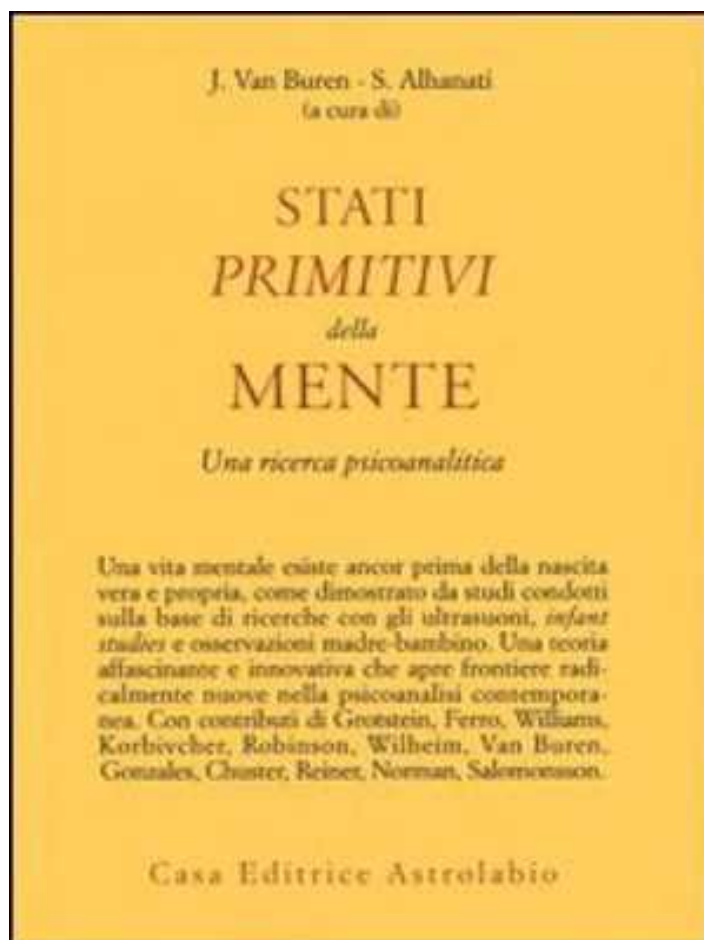 J. Van Buren - S. Alhanati
(a cura di)
STATI
PRIMITIVI
della
MENTE
Una ricerca psicoanalitica
Una vita mentale esiste ancor prima della nascita
vera e propria, come dimostrato da studi condotti
sulla base di ricerche con gli ultrasuoni, infant
studies e osservazioni madre-bambino. Una teoria
affascinante e innovativa che apre frontiere radi-
calmente nuove nella psicoanalisi contempora-
nea. Con contributi di Grotstein, Ferro, Williams,
Korbivcher, Robinson, Wilheim, Van Buren,
Gonzales, Chuster, Reiner, Norman, Salomonsson.
Casa Editrice Astrolabio